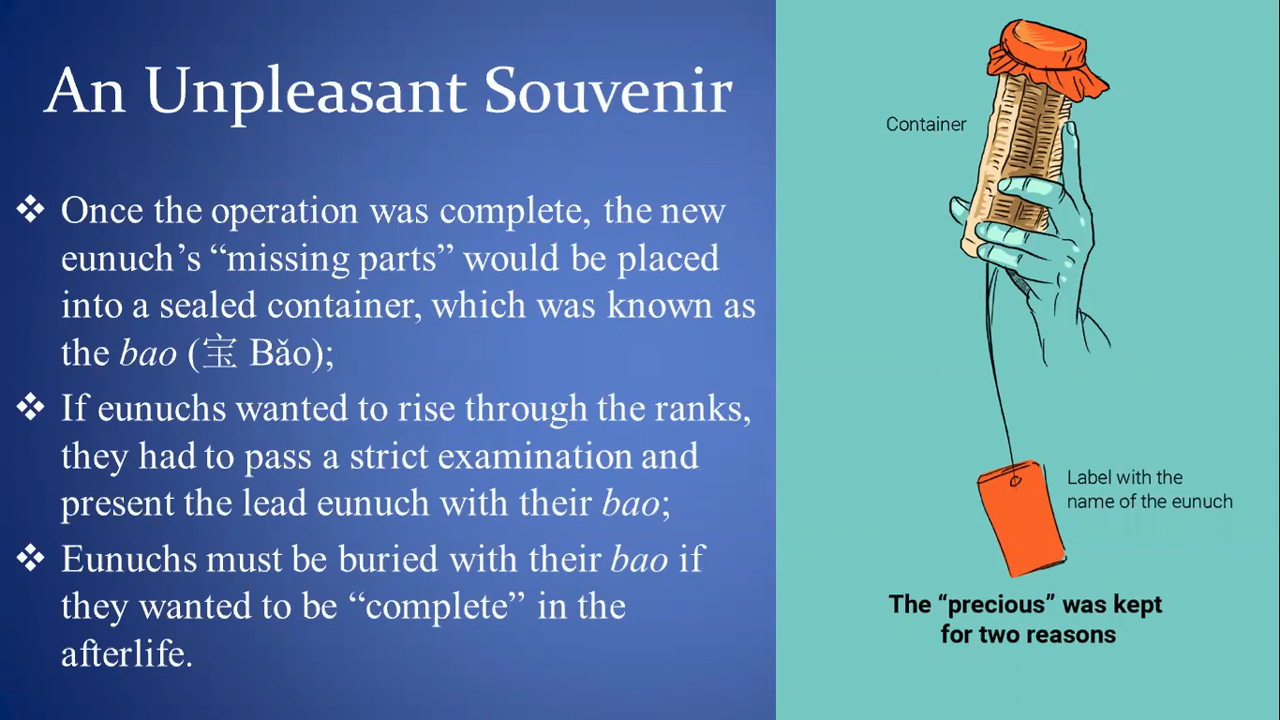 An Unpleasant Souvenir
❖ Once the operation was complete, the new
eunuch’s “missing parts” would be placed
into a sealed container, which was known as
the bao (宝 Bǎo);
❖ If eunuchs wanted to rise through the ranks,
they had to pass a strict examination and
present the lead eunuch with their bao;
❖ Eunuchs must be buried with their bao if
they wanted to be “complete” in the
afterlife.
Container
Label with the
name of the eunuch
The “precious” was kept
for two reasons